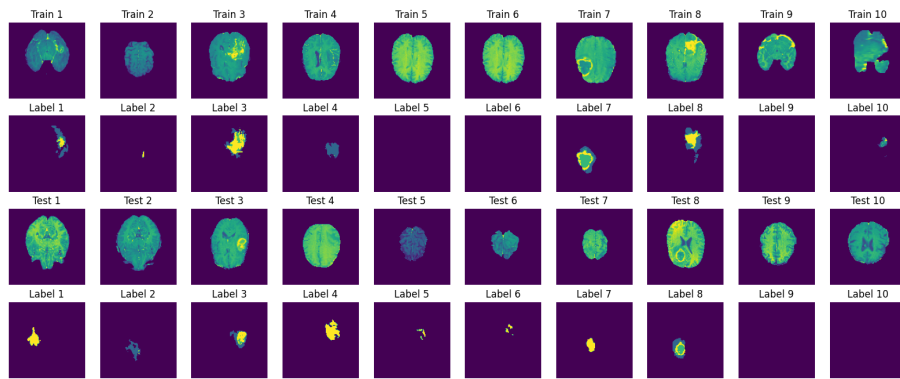 Train 1 Train 2 Train 3 Train 4 Train 5 Train 6 Train 7 Train 8 Train 9 Train 10
Label 1 Label 2 Label 3 Label 4 Label 5 Label 6 Label 7 Label 8 Label 9 Label 10
Test 1 Test 2 Test 3 Test 4 Test 5 Test 6 Test 7 Test 8 Test 9 Test 10
Label 1 Label 2 Label 3 Label 4 Label 5 Label 6 Label 7 Label 8 Label 9 Label 10